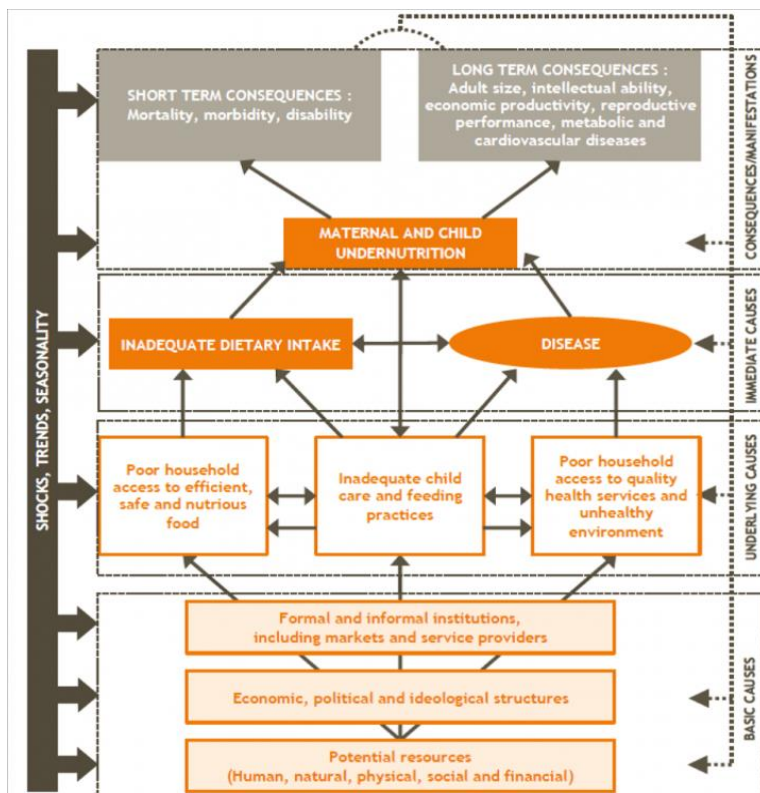 SHORT TERM CONSEQUENCES :
Mortality, morbidity, disability
LONG TERM CONSEQUENCES :
Adult size, intellectual ability,
economic productivity, reproductive
performance, metabolic and
cardiovascular diseases
MATERNAL AND CHILD
UNDERNUTRITION
INADEQUATE DIETARY INTAKE
DISEASE
Poor household
access to efficient,
safe and nutrious
food
Inadequate child
care and feeding
practices
Poor household
access to quality
health services and
unhealthy
environment
Formal and informal institutions,
including markets and service providers
Economic, political and ideological structures
Potential resources
(Human, natural, physical, social and financial)
SHOCKS, TRENDS, SEASONALITY
CONSEQUENCES/MANIFESTATIONS
IMMEDIATE CAUSES
UNDERLYING CAUSES
BASIC CAUSES